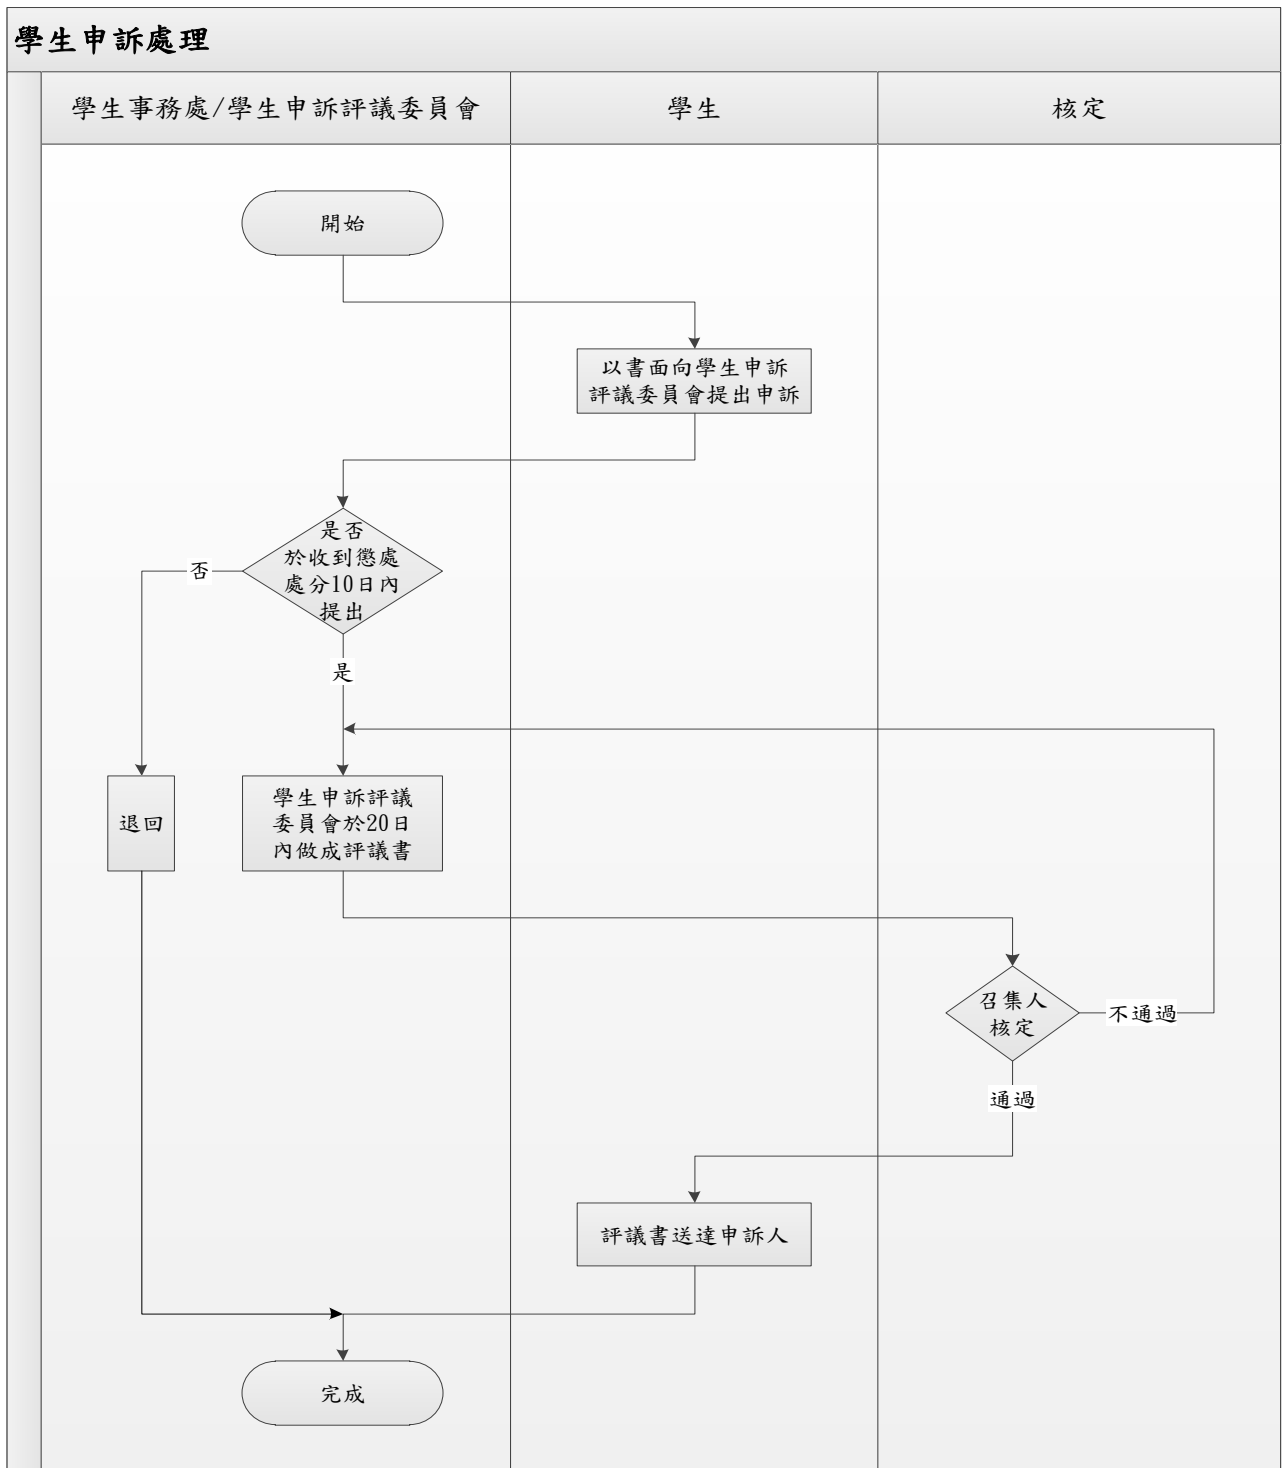 學生申訴處理
學生事務處/學生申訴評議委員會
學生
核定
開始
以書面向學生申訴
評議委員會提出申訴
是否
於收到懲處
處分10日內
提出
否
是
退回
學生申訴評議
委員會於20日
內做成評議書
召集人
核定
不通過
通過
評議書送達申訴人
完成